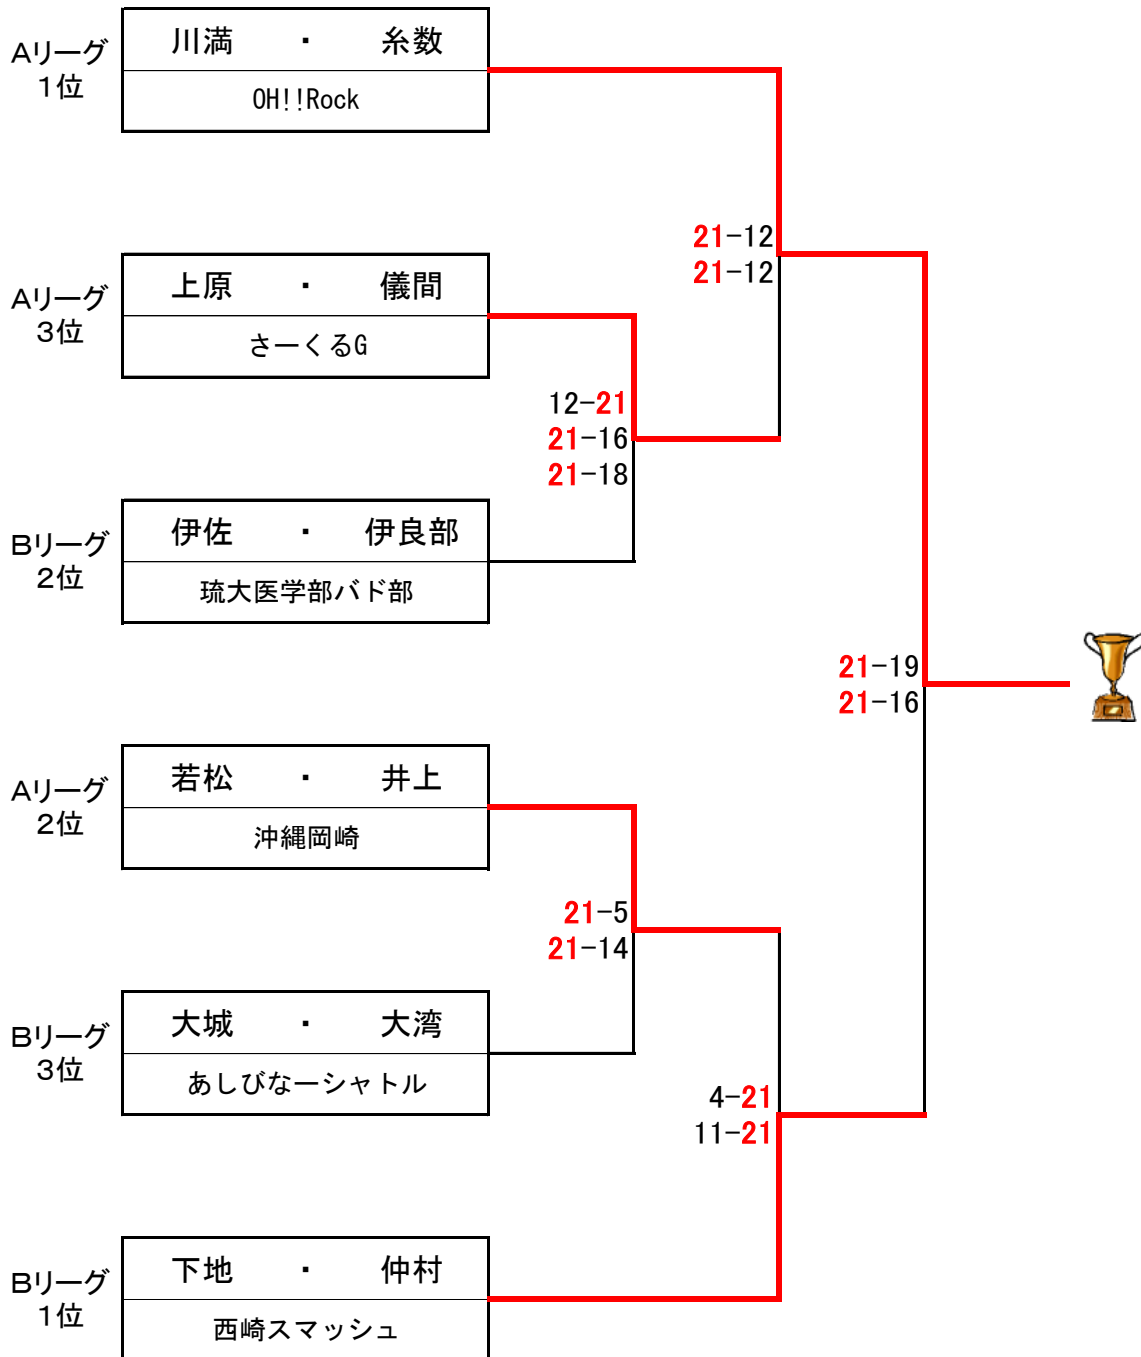 Aリーグ
1位
川満 ・ 糸数
OH!!Rock
21-12
21-12
Aリーグ
3位
上原 ・ 儀間
さーくるG
12-21
21-16
21-18
Bリーグ
2位
伊佐 ・ 伊良部
琉大医学部バド部
21-19
21-16
Aリーグ
2位
若松 ・ 井上
沖縄岡崎
21-5
21-14
Bリーグ
3位
大城 ・ 大湾
あしびなーシャトル
4-21
11-21
Bリーグ
1位
下地 ・ 仲村
西崎スマッシュ